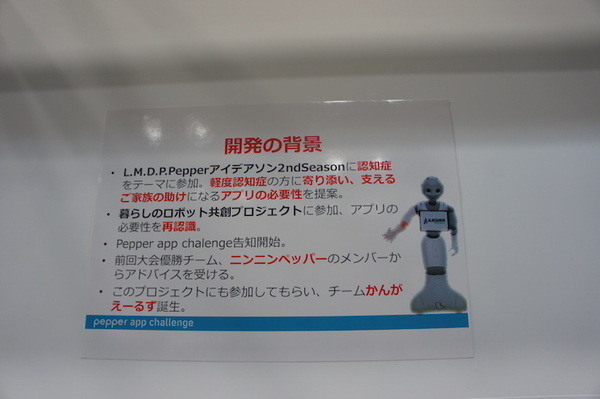 開発の背景
• L.M.D.P.Pepperアイデアソン2ndSeasonに認知症
をテーマに参加。軽度認知症の方に寄り添い、支える
ご家族の助けになるアプリの必要性を提案。
• 暮らしのロボット共創プロジェクトに参加、アプリの
必要性を再認識。
• Pepper app chalenge告知開始。
• 前回大会優勝チーム、ニンニンペッパーのメンバーか
らアドバイスを受ける。
• このプロジェクトにも参加してもらい、チームかんが
えーるず誕生。
pepper app challenge